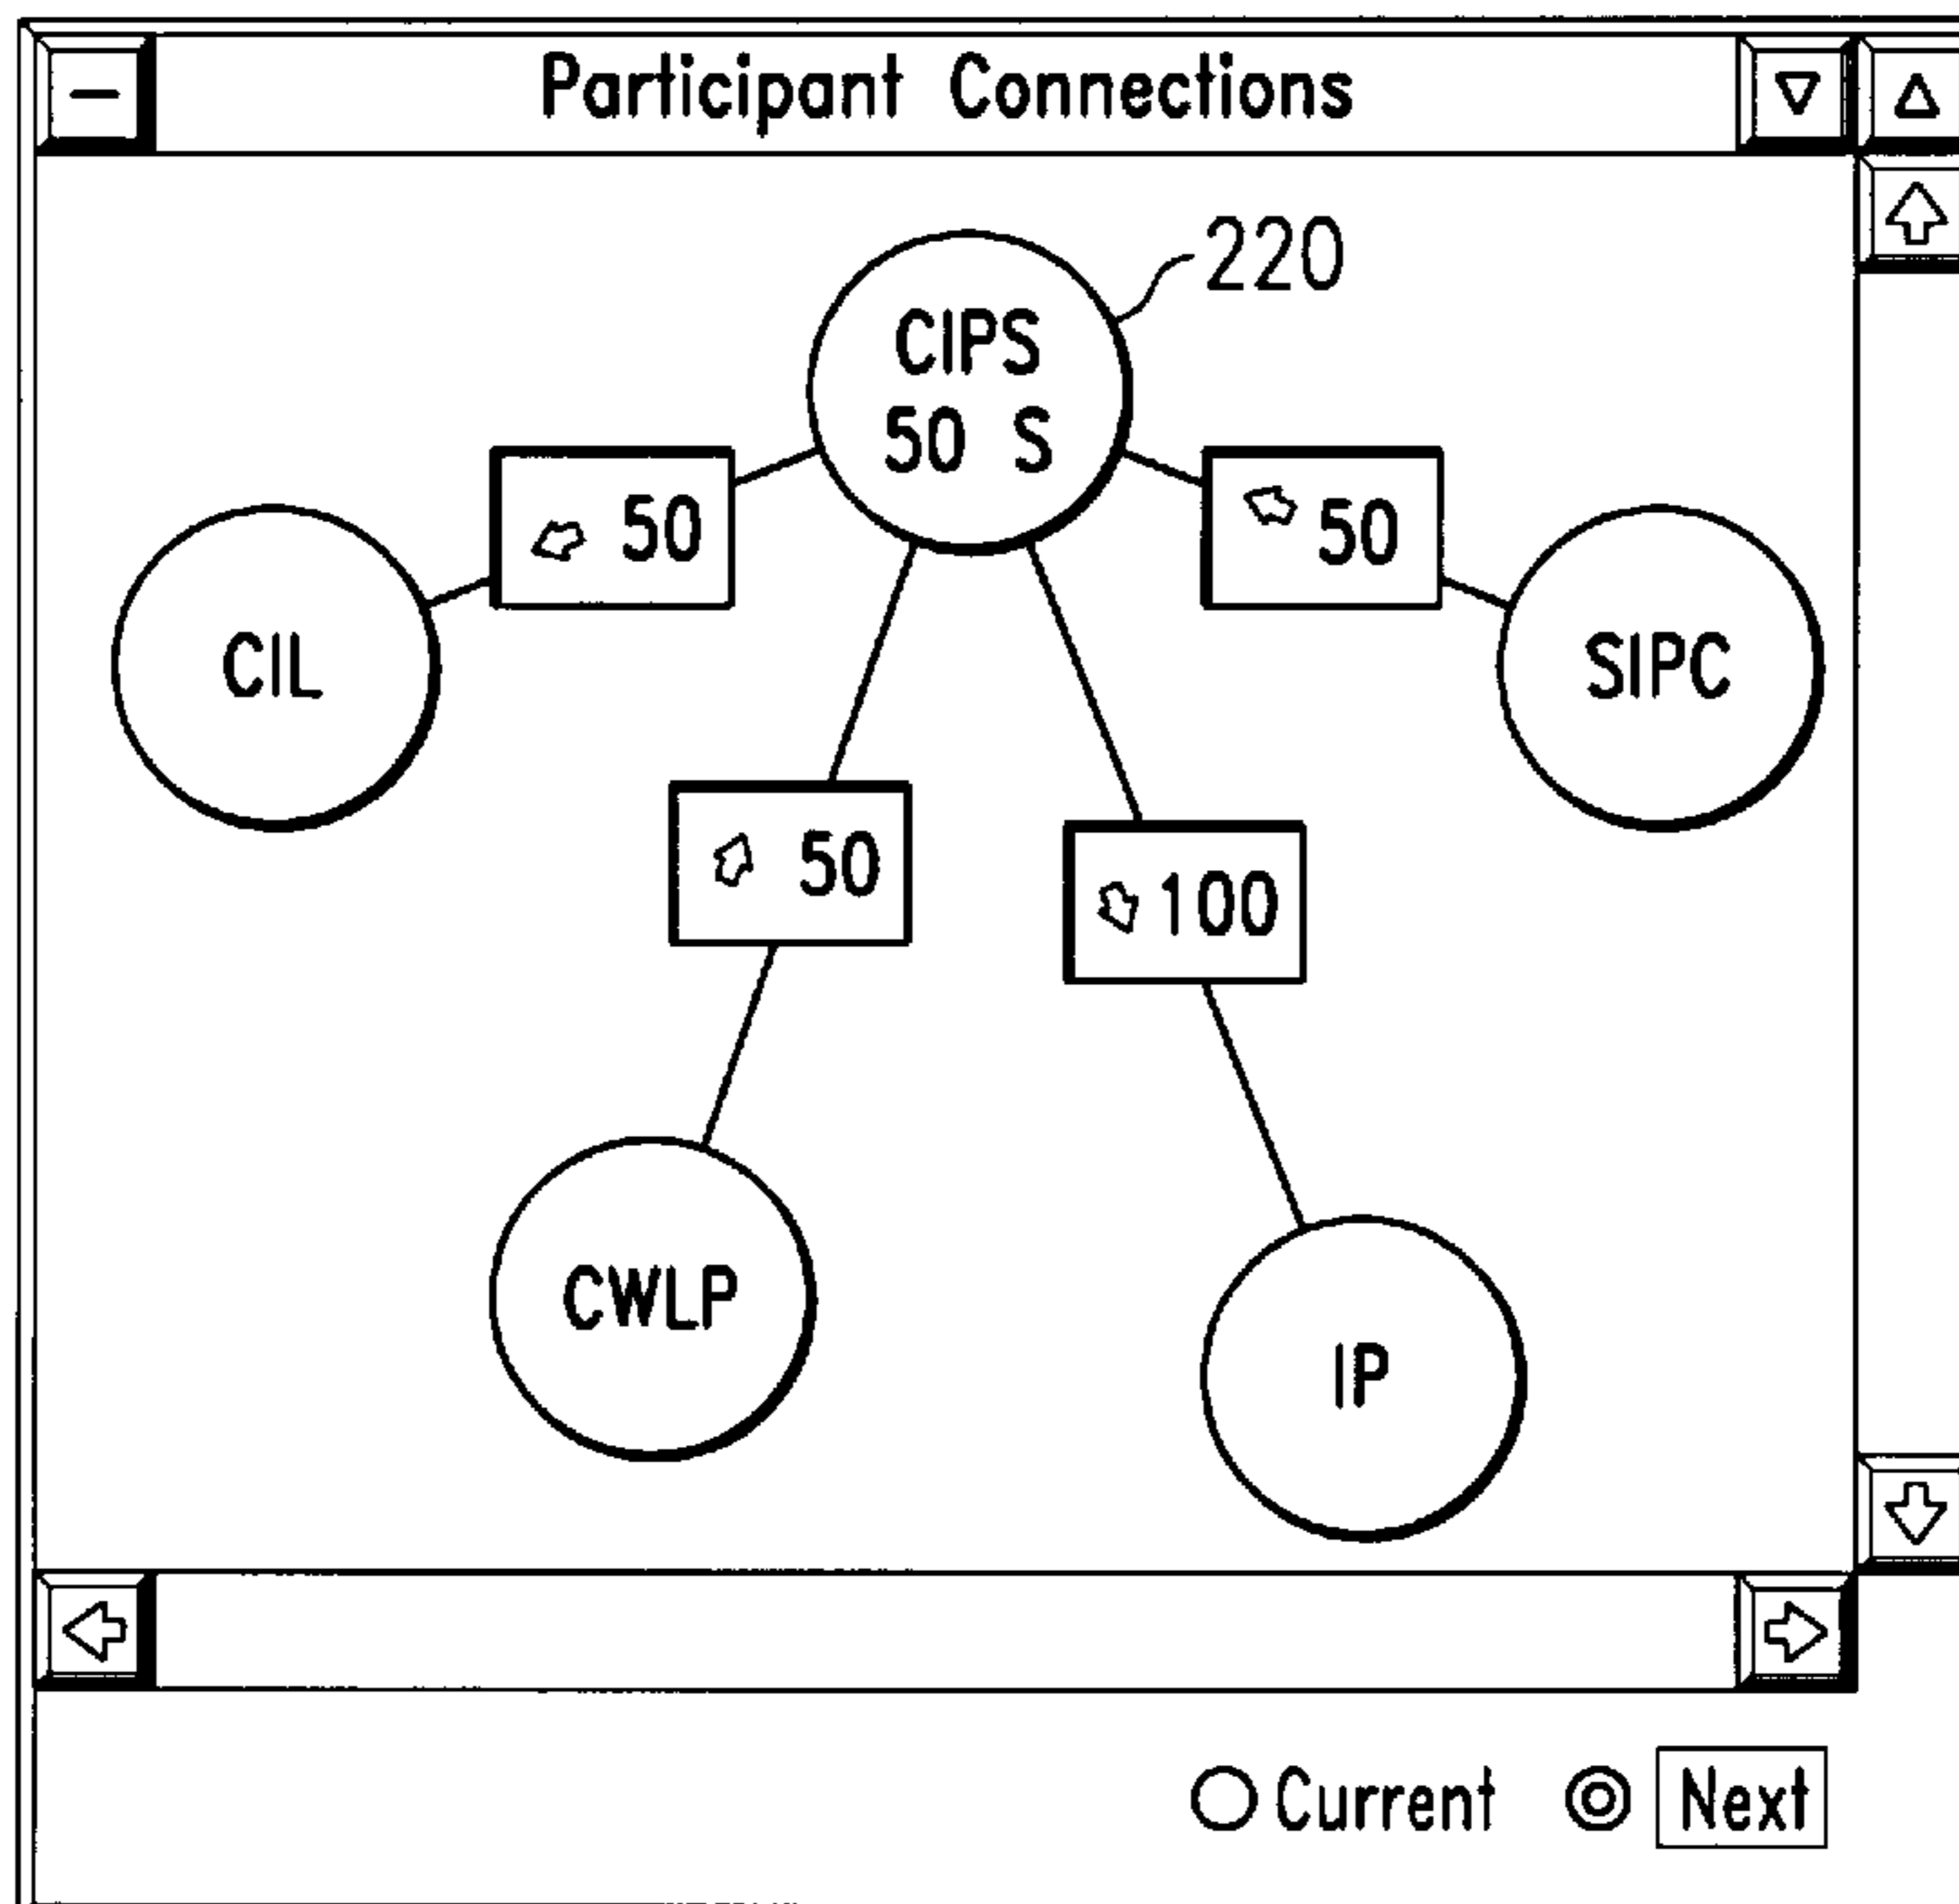 Participant Connections
220
CIPS
50 S
50
50
CIL
SIPC
50
100
CWLP
IP
Current
Next